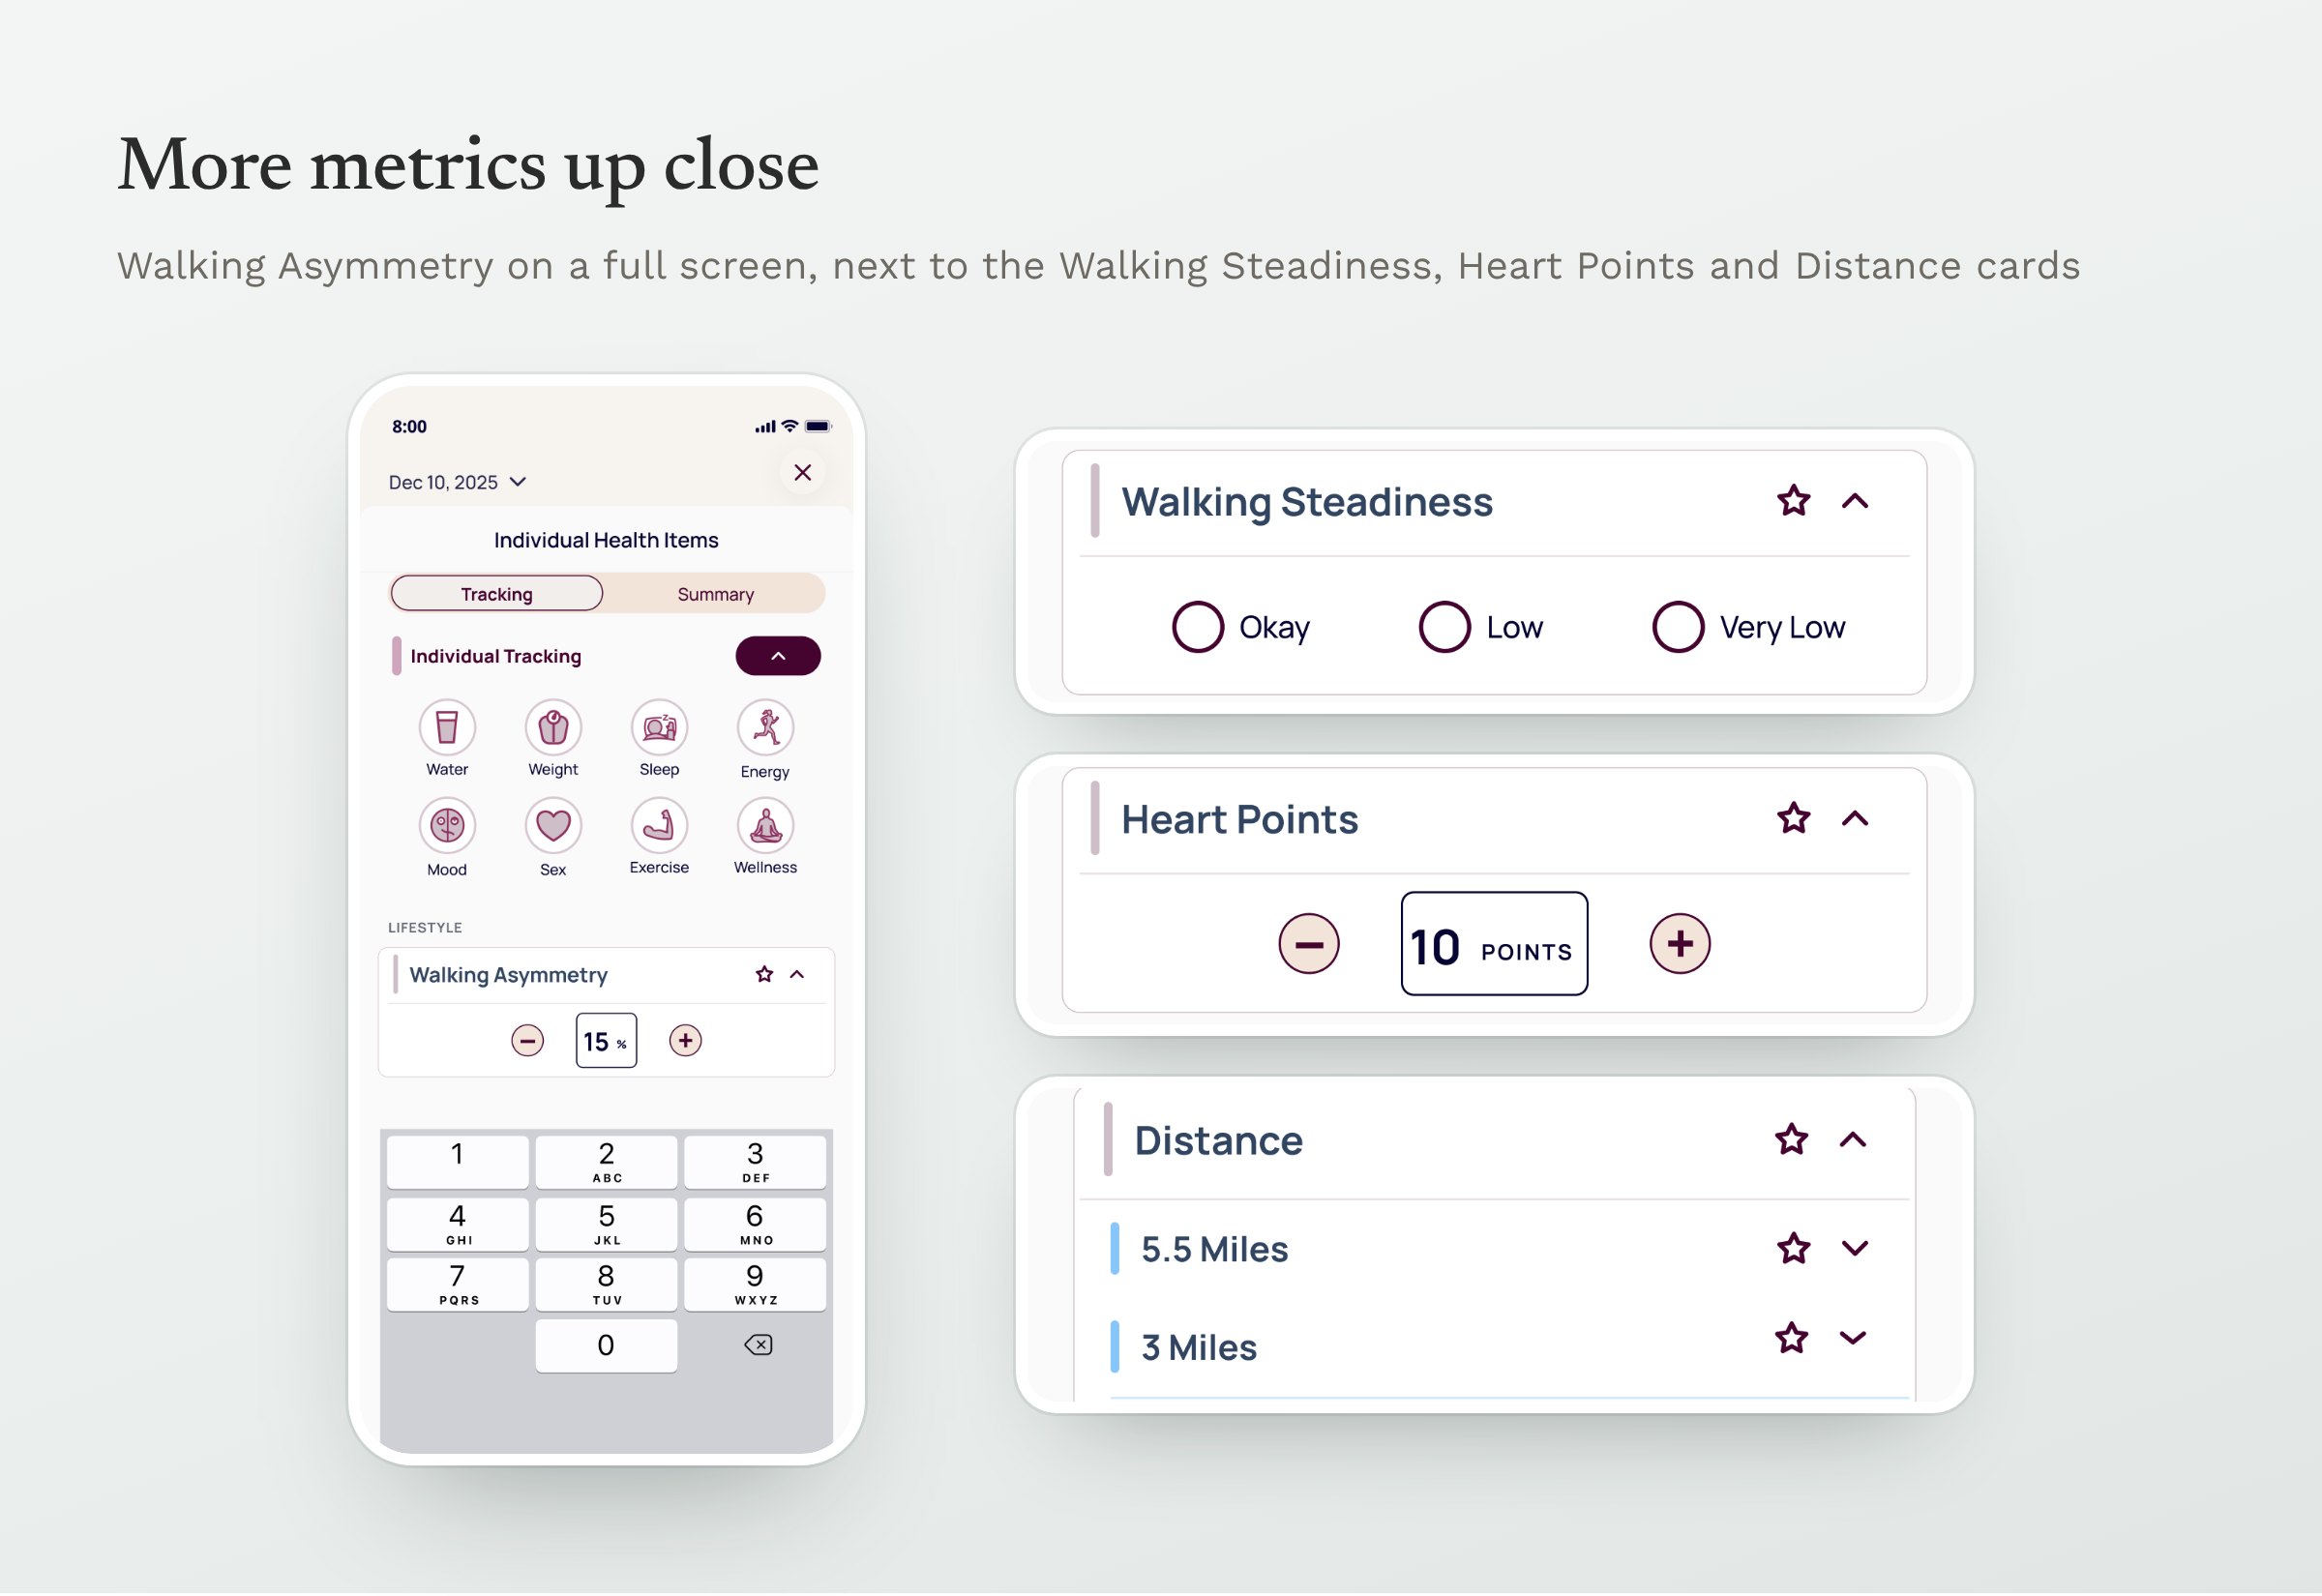 More metrics up close
Walking Asymmetry on a full screen, next to the Walking Steadiness, Heart Points and Distance cards
8:00
Dec 10, 2025
Individual Health Items
Tracking Summary
Individual Tracking
Water Weight Sleep Energy
Mood Sex Exercise Wellness
LIFESTYLE
Walking Asymmetry
15 %
1 2 3
ABC DEF
4 5 6
GHI JKL MNO
7 8 9
PQRS TUV WXYZ
0
Walking Steadiness
Okay Low Very Low
Heart Points
10 POINTS
Distance
5.5 Miles
3 Miles